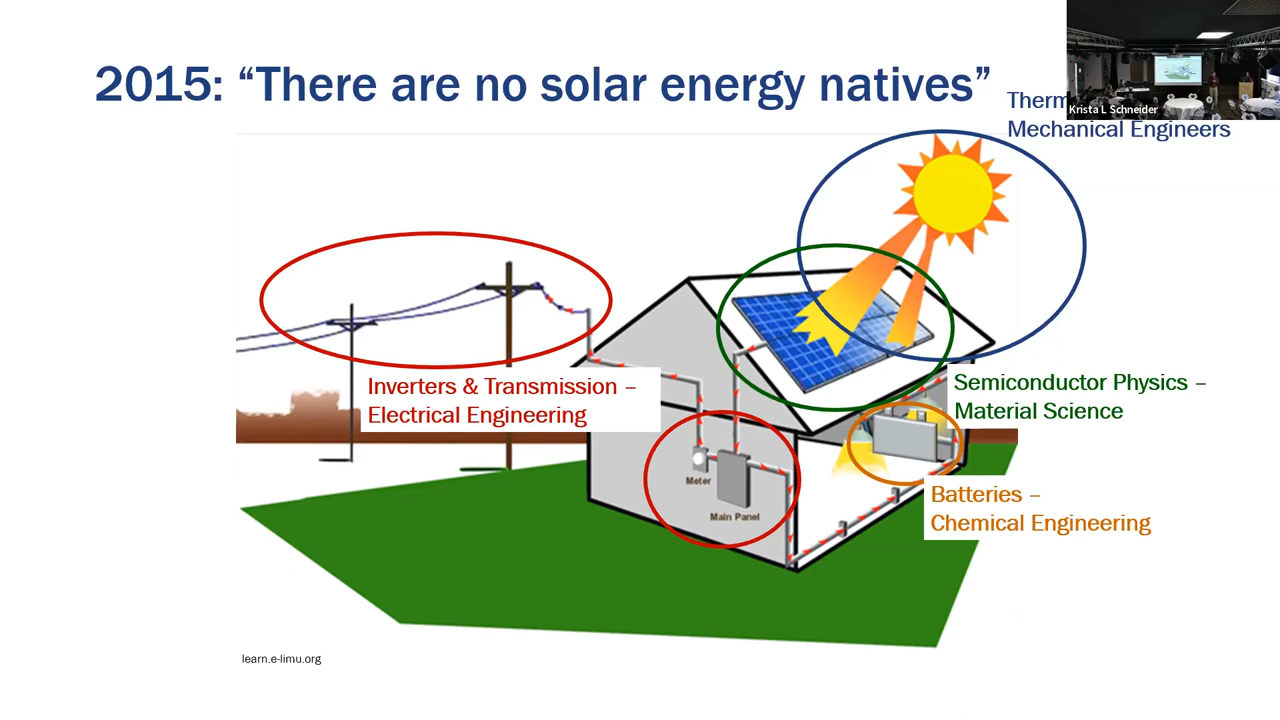 2015: “There are no solar energy natives”
Krista L Schneider
Mechanical Engineers
Inverters & Transmission –
Electrical Engineering
Semiconductor Physics –
Material Science
Meter
Main Panel
Batteries –
Chemical Engineering
learn.e-limu.org